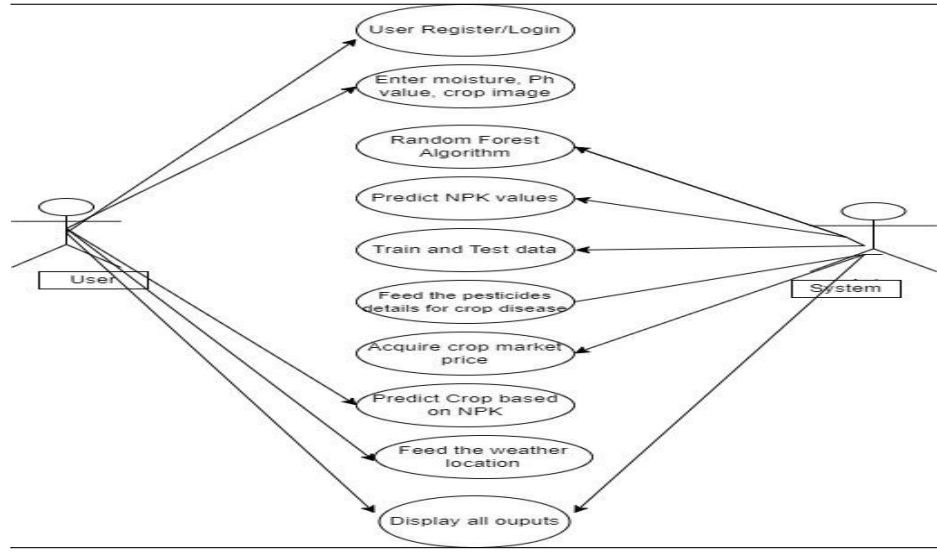 User Register/Login
Enter moisture, Ph
value, crop image
Random Forest
Algorithm
Predict NPK values
Train and Test data
User
Feed the pesticides
details for crop disease
System
Acquire crop market
price
Predict Crop based
on NPK
Feed the weather
location
Display all ouputs